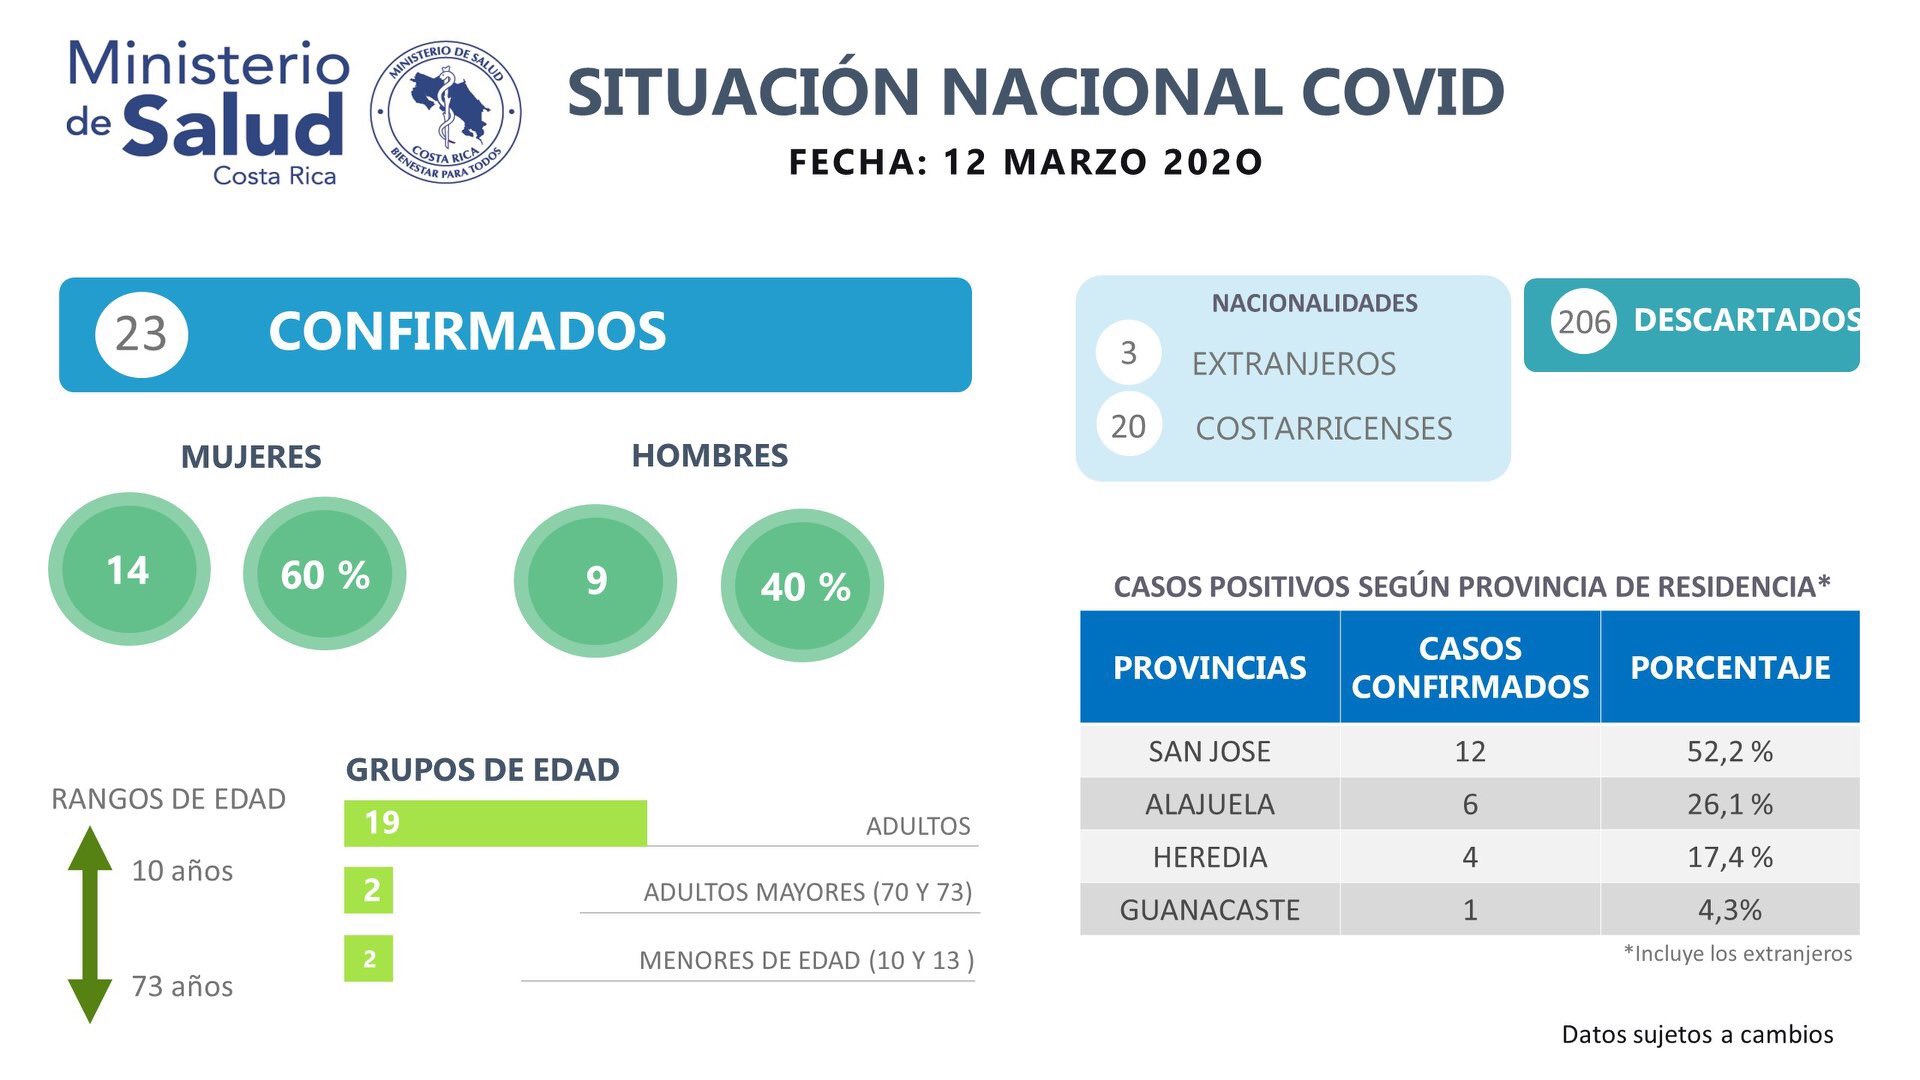 Ministerio
de Salud
Costa Rica
MINISTERIO DE SALUD
COSTA RICA
BIENESTAR PARA TODOS
SITUACIÓN NACIONAL COVID
FECHA: 12 MARZO 202O
23 CONFIRMADOS
MUJERES
14 60 %
HOMBRES
9 40 %
RANGOS DE EDAD
10 años
73 años
GRUPOS DE EDAD
19 ADULTOS
2 ADULTOS MAYORES (70 Y 73)
2 MENORES DE EDAD (10 Y 13 )
NACIONALIDADES
3 EXTRANJEROS
20 COSTARRICENSES
206 DESCARTADOS
CASOS POSITIVOS SEGÚN PROVINCIA DE RESIDENCIA*
PROVINCIAS CASOS CONFIRMADOS PORCENTAJE
SAN JOSE 12 52,2 %
ALAJUELA 6 26,1 %
HEREDIA 4 17,4 %
GUANACASTE 1 4,3%
*Incluye los extranjeros
Datos sujetos a cambios